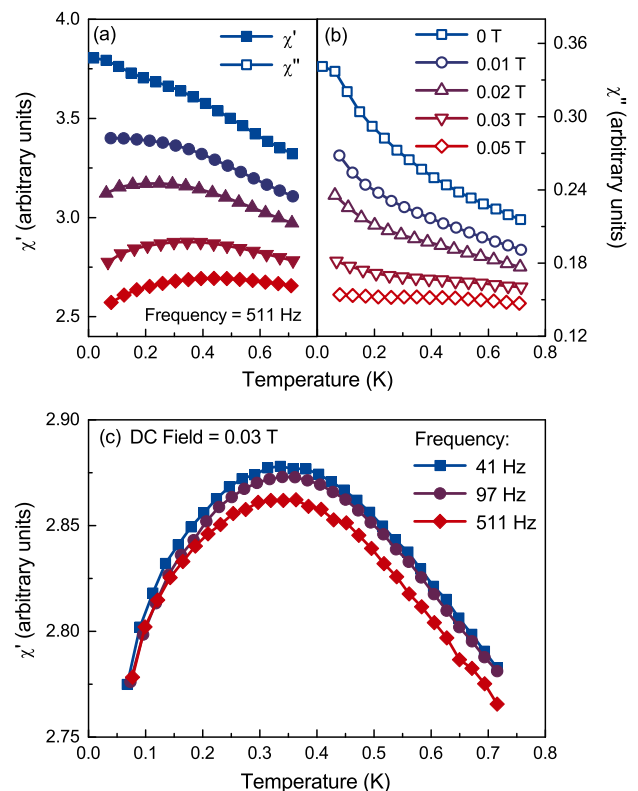 (a)
χ'
χ''
4.0
3.5
3.0
2.5
χ' (arbitrary units)
Frequency = 511 Hz
0.0 0.2 0.4 0.6
(b)
0 T
0.01 T
0.02 T
0.03 T
0.05 T
0.36
0.30
0.24
0.18
0.12
χ'' (arbitrary units)
0.0 0.2 0.4 0.6 0.8
Temperature (K)
Temperature (K)
(c) DC Field = 0.03 T
Frequency:
41 Hz
97 Hz
511 Hz
2.90
2.85
2.80
2.75
χ' (arbitrary units)
0.0 0.1 0.2 0.3 0.4 0.5 0.6 0.7 0.8
Temperature (K)